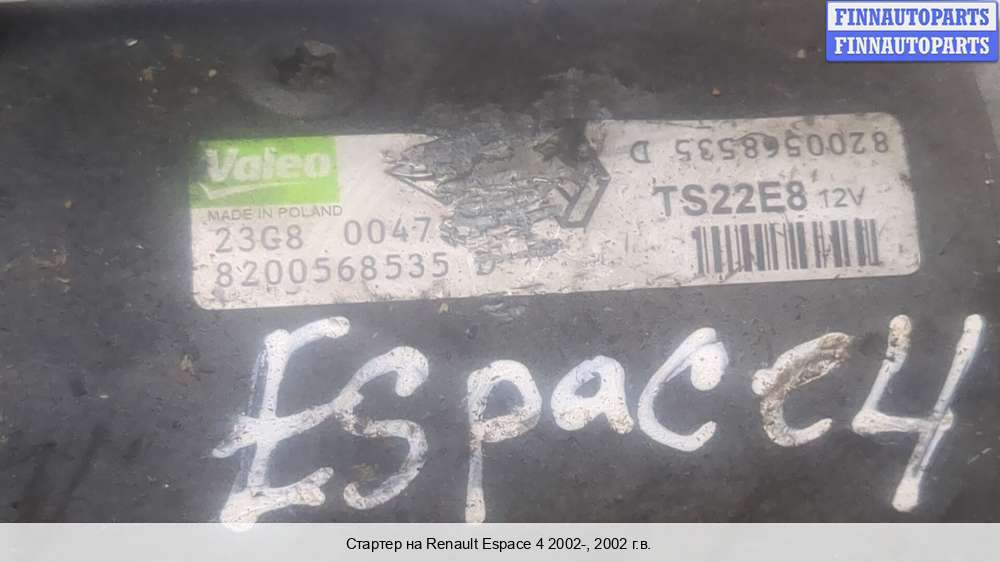 FINNAUTOPARTS
FINNAUTOPARTS
Valeo
MADE IN POLAND
23G8 0047
8200568535 D
8200568535 D
TS22E8 12V
Espace4
Стартер на Renault Espace 4 2002-, 2002 г.в.